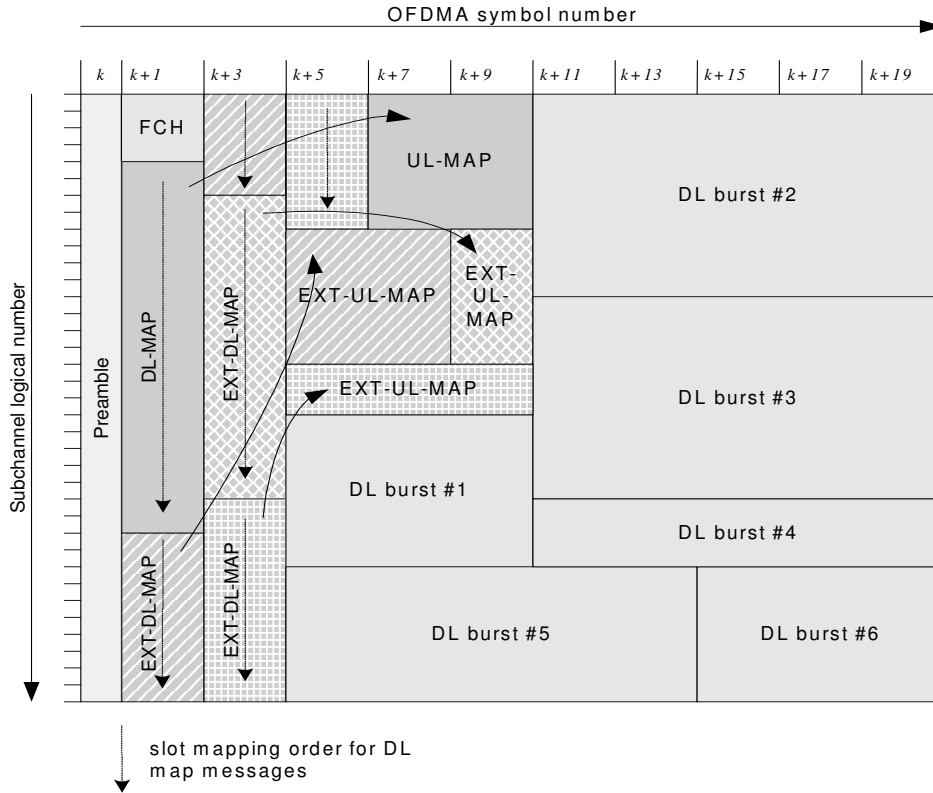 OFDMA symbol number
k k+1 k+3 k+5 k+7 k+9 k+11 k+13 k+15 k+17 k+19
Subchannel logical number
Preamble
FCH
DL-MAP
EXT-DL-MAP
EXT-DL-MAP
EXT-DL-MAP
UL-MAP
EXT-UL-MAP
EXT-
UL-
MAP
EXT-UL-MAP
DL burst #1
DL burst #2
DL burst #3
DL burst #4
DL burst #5
DL burst #6
slot mapping order for DL
map messages